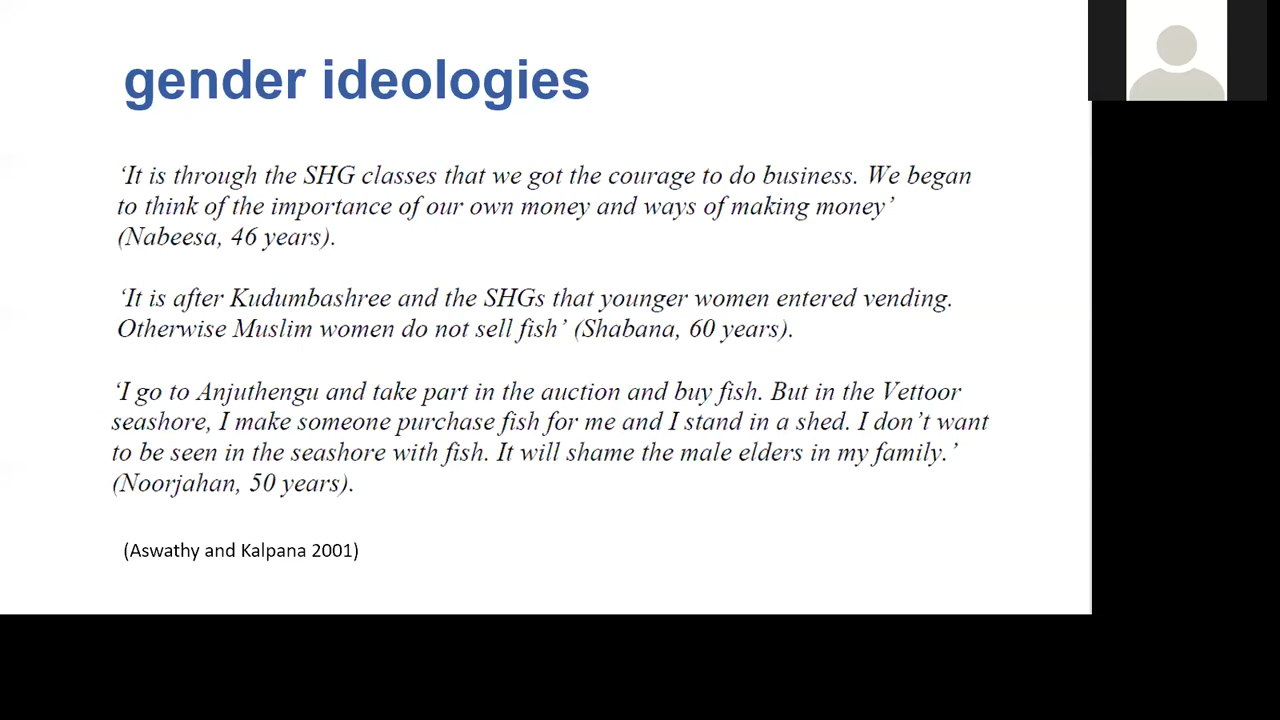 gender ideologies
‘It is through the SHG classes that we got the courage to do business. We began
to think of the importance of our own money and ways of making money’
(Nabeesa, 46 years).
‘It is after Kudumbashree and the SHGs that younger women entered vending.
Otherwise Muslim women do not sell fish’ (Shabana, 60 years).
‘I go to Anjuthengu and take part in the auction and buy fish. But in the Vettoor
seashore, I make someone purchase fish for me and I stand in a shed. I don’t want
to be seen in the seashore with fish. It will shame the male elders in my family.’
(Noorjahan, 50 years).
(Aswathy and Kalpana 2001)